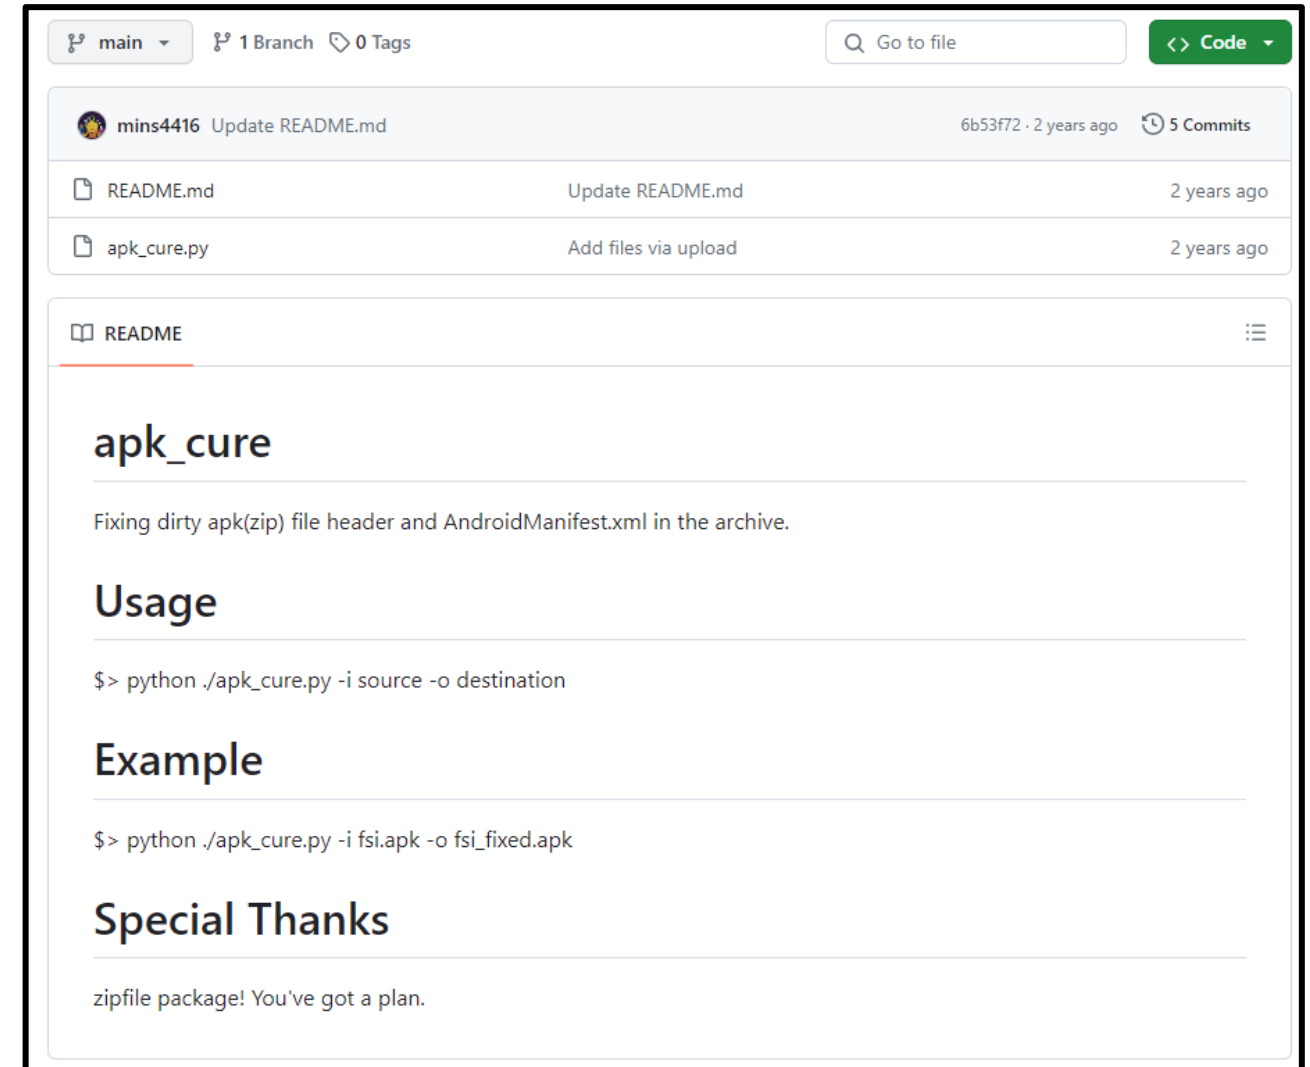 main 1 Branch 0 Tags Go to file Code
mins4416 Update README.md 6b53f72 · 2 years ago 5 Commits
README.md Update README.md 2 years ago
apk_cure.py Add files via upload 2 years ago
README
apk_cure
Fixing dirty apk(zip) file header and AndroidManifest.xml in the archive.
Usage
$> python ./apk_cure.py -i source -o destination
Example
$> python ./apk_cure.py -i fsi.apk -o fsi_fixed.apk
Special Thanks
zipfile package! You've got a plan.